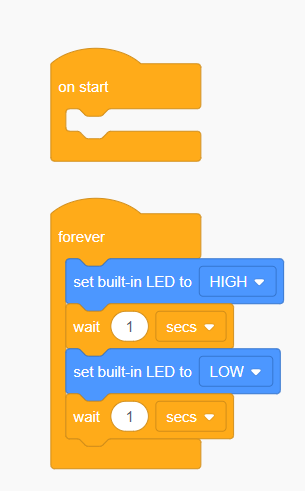 on start
forever
set built-in LED to HIGH
wait 1 secs
set built-in LED to LOW
wait 1 secs